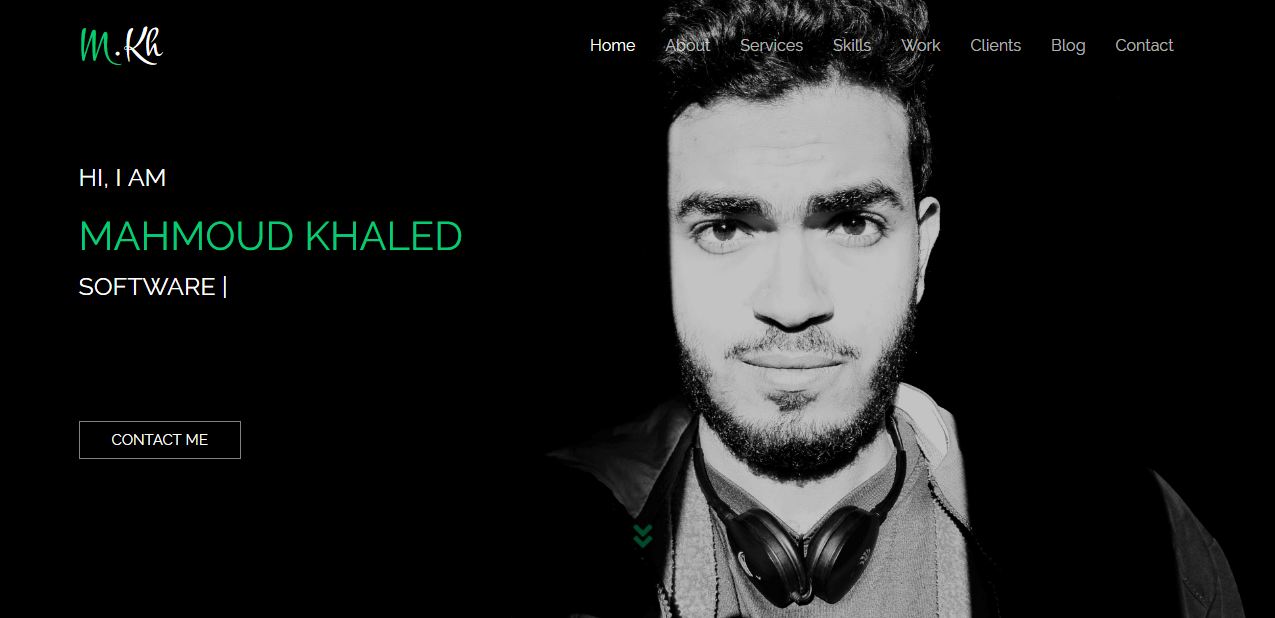 M.Kh
Home About Services Skills Work Clients Blog Contact
HI, I AM
MAHMOUD KHALED
SOFTWARE |
CONTACT ME